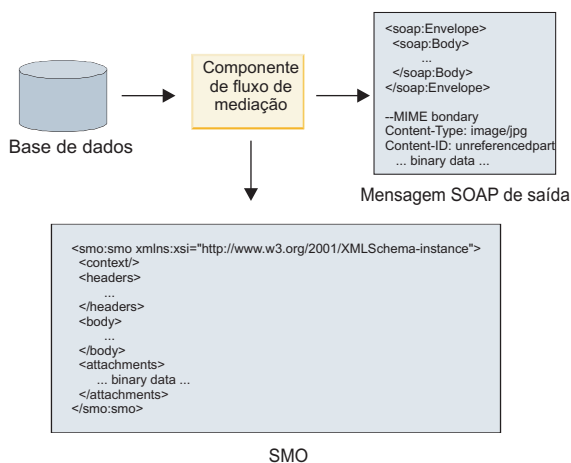 Base de dados
Componente
de fluxo de
mediação
<soap:Envelope>
<soap:Body>
...
</soap:Body>
</soap:Envelope>
--MIME bondary
Content-Type: image/jpg
Content-ID: unreferencedpart
... binary data ...
Mensagem SOAP de saída
<smo:smo xmlns:xsi="http://www.w3.org/2001/XMLSchema-instance">
<context/>
<headers>
...
</headers>
<body>
...
</body>
<attachments>
... binary data ...
</attachments>
</smo:smo>
SMO